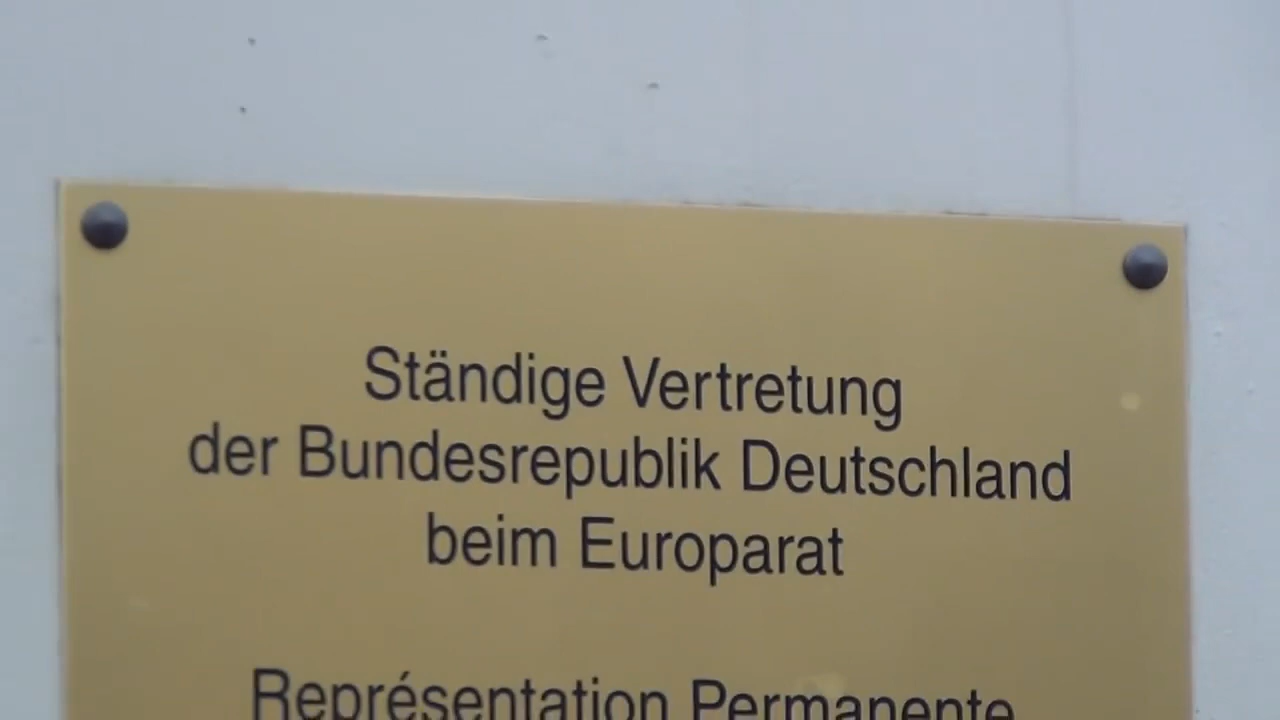 Ständige Vertretung
der Bundesrepublik Deutschland
beim Europarat
Représentation Permanente